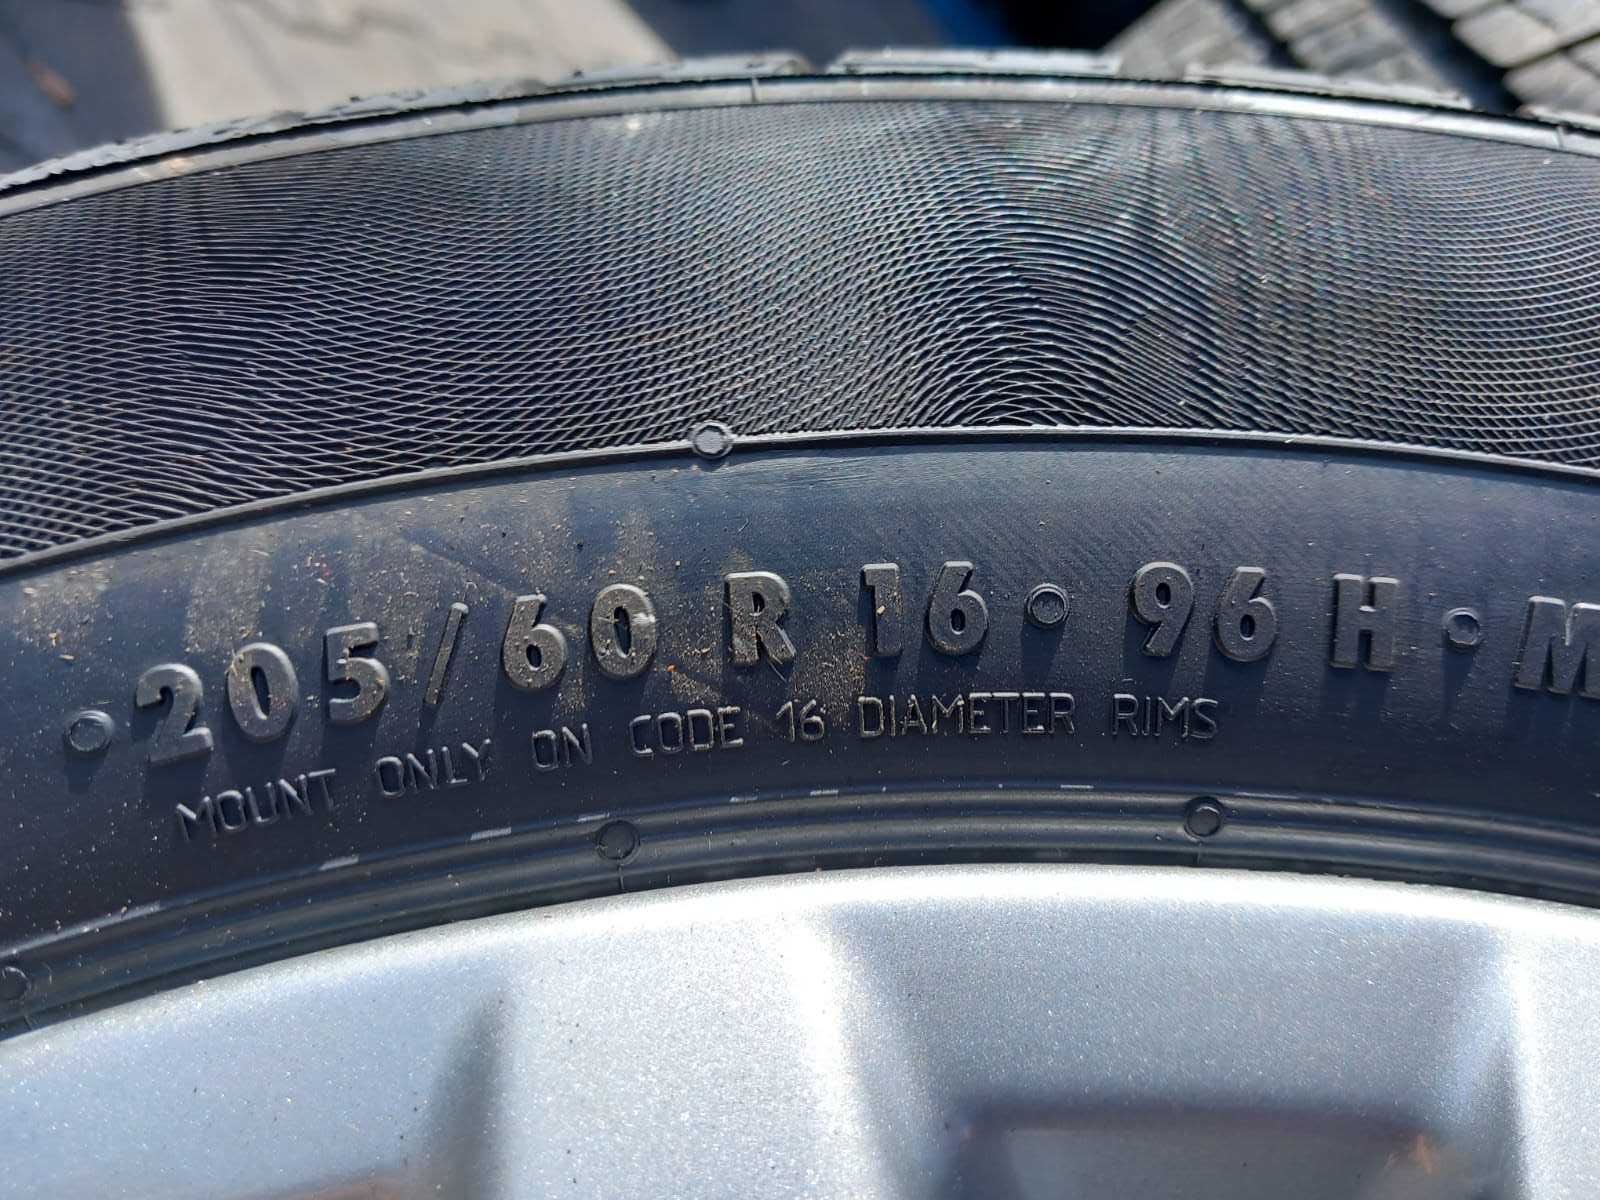 205/60 R 16 96 H M
MOUNT ONLY ON CODE 16 DIAMETER RIMS